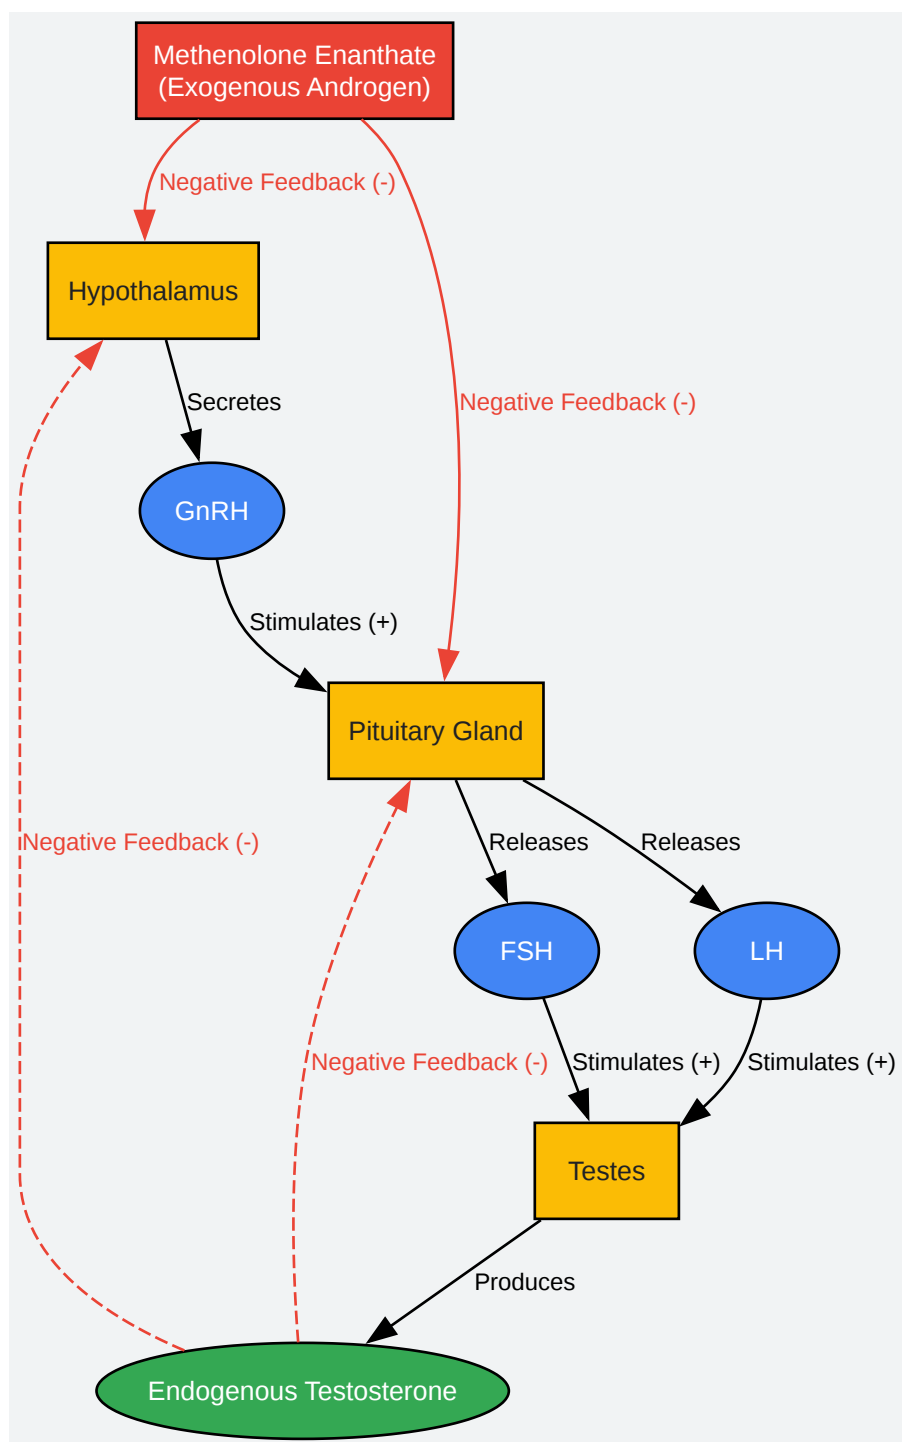 Methenolone Enanthate
(Exogenous Androgen)
Negative Feedback (-)
Hypothalamus
Secretes
Negative Feedback (-)
GnRH
Stimulates (+)
Pituitary Gland
Negative Feedback (-)
Releases
Releases
FSH
LH
Negative Feedback (-)
Stimulates (+)
Stimulates (+)
Testes
Produces
Endogenous Testosterone